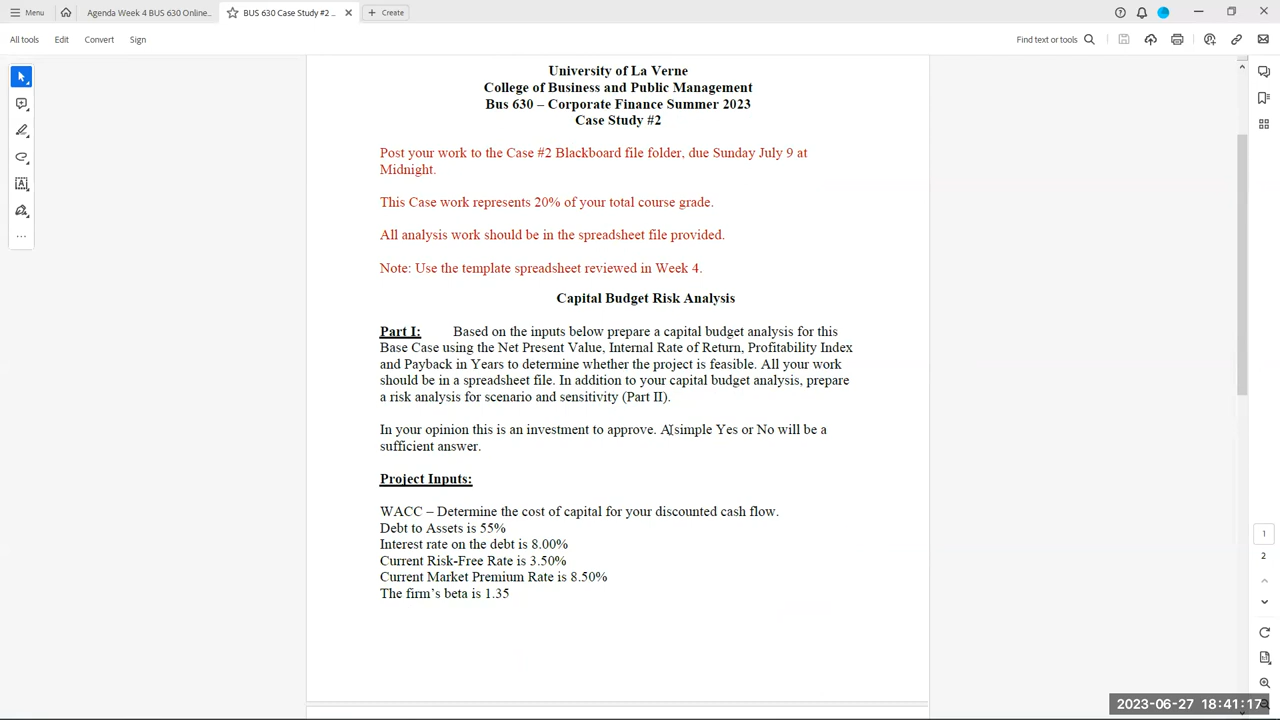 Menu
Agenda Week 4 BUS 630 Online...
BUS 630 Case Study #2 ...
Create
All tools
Edit
Convert
Sign
Find text or tools
University of La Verne
College of Business and Public Management
Bus 630 – Corporate Finance Summer 2023
Case Study #2
Post your work to the Case #2 Blackboard file folder, due Sunday July 9 at
Midnight.
This Case work represents 20% of your total course grade.
All analysis work should be in the spreadsheet file provided.
Note: Use the template spreadsheet reviewed in Week 4.
Capital Budget Risk Analysis
Part I: Based on the inputs below prepare a capital budget analysis for this
Base Case using the Net Present Value, Internal Rate of Return, Profitability Index
and Payback in Years to determine whether the project is feasible. All your work
should be in a spreadsheet file. In addition to your capital budget analysis, prepare
a risk analysis for scenario and sensitivity (Part II).
In your opinion this is an investment to approve. A simple Yes or No will be a
sufficient answer.
Project Inputs:
WACC – Determine the cost of capital for your discounted cash flow.
Debt to Assets is 55%
Interest rate on the debt is 8.00%
Current Risk-Free Rate is 3.50%
Current Market Premium Rate is 8.50%
The firm's beta is 1.35
1
2
2023-06-27 18:41:17